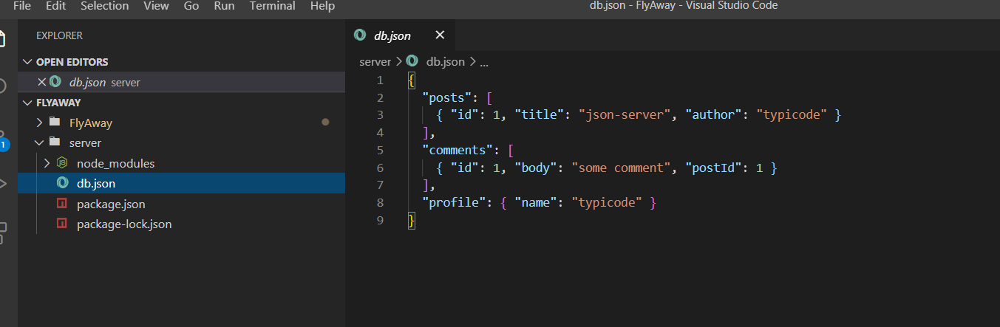 File Edit Selection View Go Run Terminal Help db.json - FlyAway - Visual Studio Code
EXPLORER
OPEN EDITORS
db.json server
FLYAWAY
FlyAway
server
node_modules
db.json
package.json
package-lock.json
1
db.json
server > db.json > ...
1 {
2 "posts": [
3 { "id": 1, "title": "json-server", "author": "typicode" }
4 ],
5 "comments": [
6 { "id": 1, "body": "some comment", "postId": 1 }
7 ],
8 "profile": { "name": "typicode" }
9 }